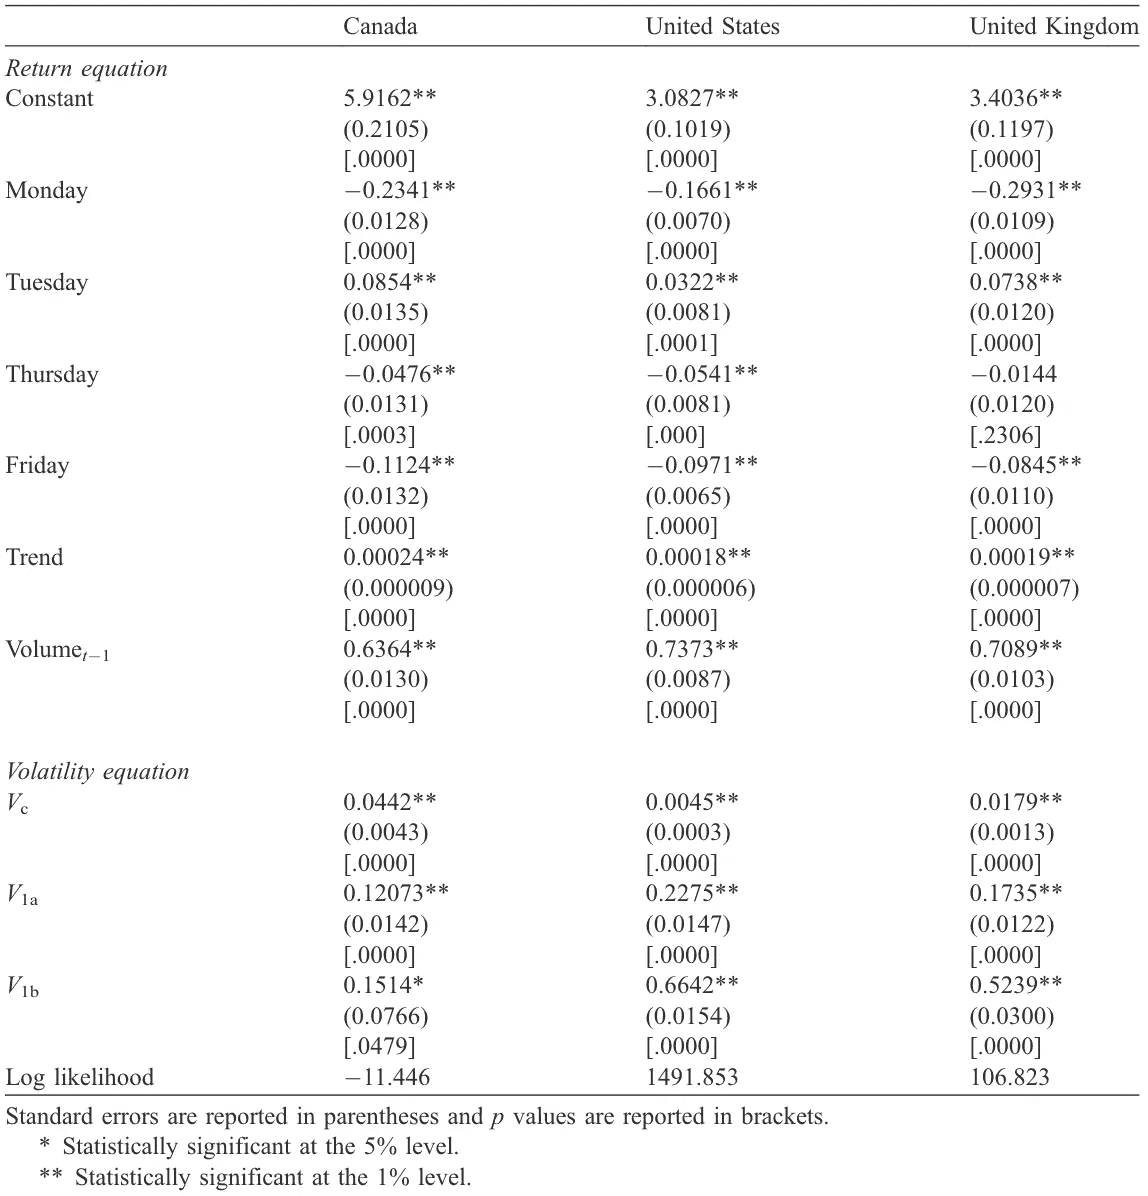 Canada United States United Kingdom
Return equation
Constant 5.9162** 3.0827** 3.4036**
(0.2105) (0.1019) (0.1197)
[.0000] [.0000] [.0000]
Monday −0.2341** −0.1661** −0.2931**
(0.0128) (0.0070) (0.0109)
[.0000] [.0000] [.0000]
Tuesday 0.0854** 0.0322** 0.0738**
(0.0135) (0.0081) (0.0120)
[.0000] [.0001] [.0000]
Thursday −0.0476** −0.0541** −0.0144
(0.0131) (0.0081) (0.0120)
[.0003] [.000] [.2306]
Friday −0.1124** −0.0971** −0.0845**
(0.0132) (0.0065) (0.0110)
[.0000] [.0000] [.0000]
Trend 0.00024** 0.00018** 0.00019**
(0.000009) (0.000006) (0.000007)
[.0000] [.0000] [.0000]
Volumet−1 0.6364** 0.7373** 0.7089**
(0.0130) (0.0087) (0.0103)
[.0000] [.0000] [.0000]
Volatility equation
Vc 0.0442** 0.0045** 0.0179**
(0.0043) (0.0003) (0.0013)
[.0000] [.0000] [.0000]
V1a 0.12073** 0.2275** 0.1735**
(0.0142) (0.0147) (0.0122)
[.0000] [.0000] [.0000]
V1b 0.1514* 0.6642** 0.5239**
(0.0766) (0.0154) (0.0300)
[.0479] [.0000] [.0000]
Log likelihood −11.446 1491.853 106.823
Standard errors are reported in parentheses and p values are reported in brackets.
* Statistically significant at the 5% level.
** Statistically significant at the 1% level.